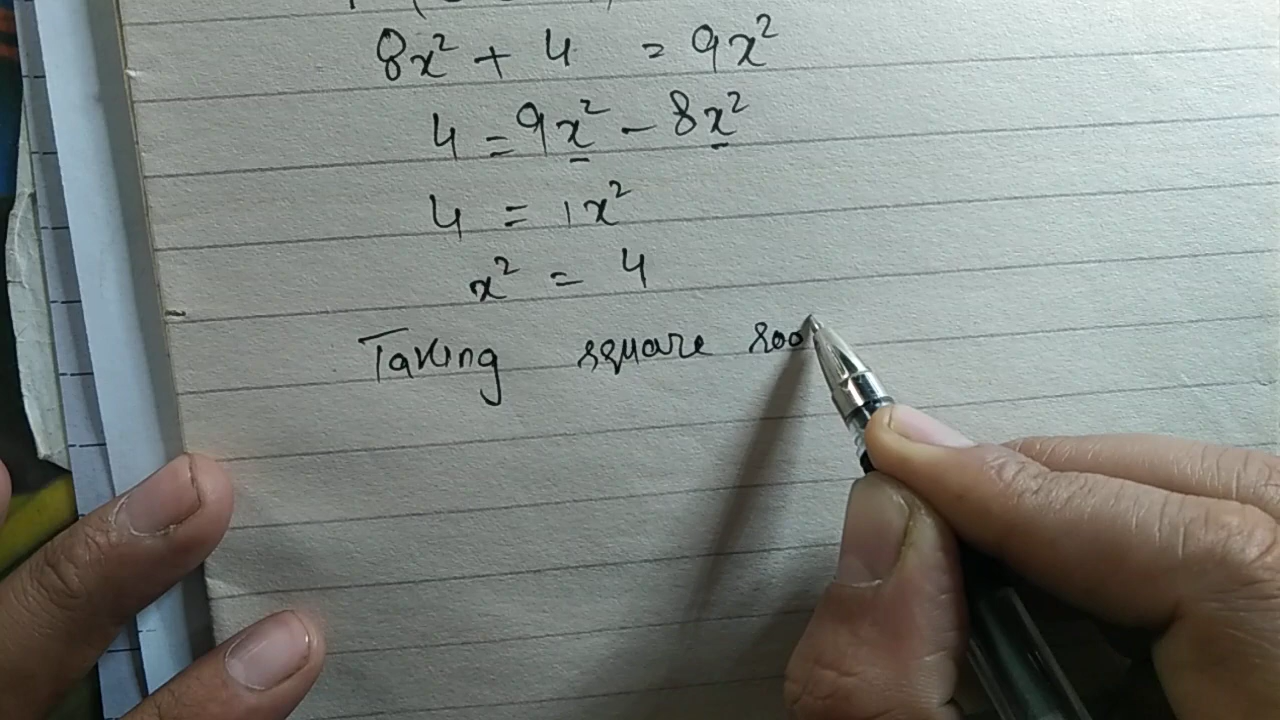 8x² + 4 = 9x²
4 = 9x² - 8x²
4 = 1x²
x² = 4
Taking square roo